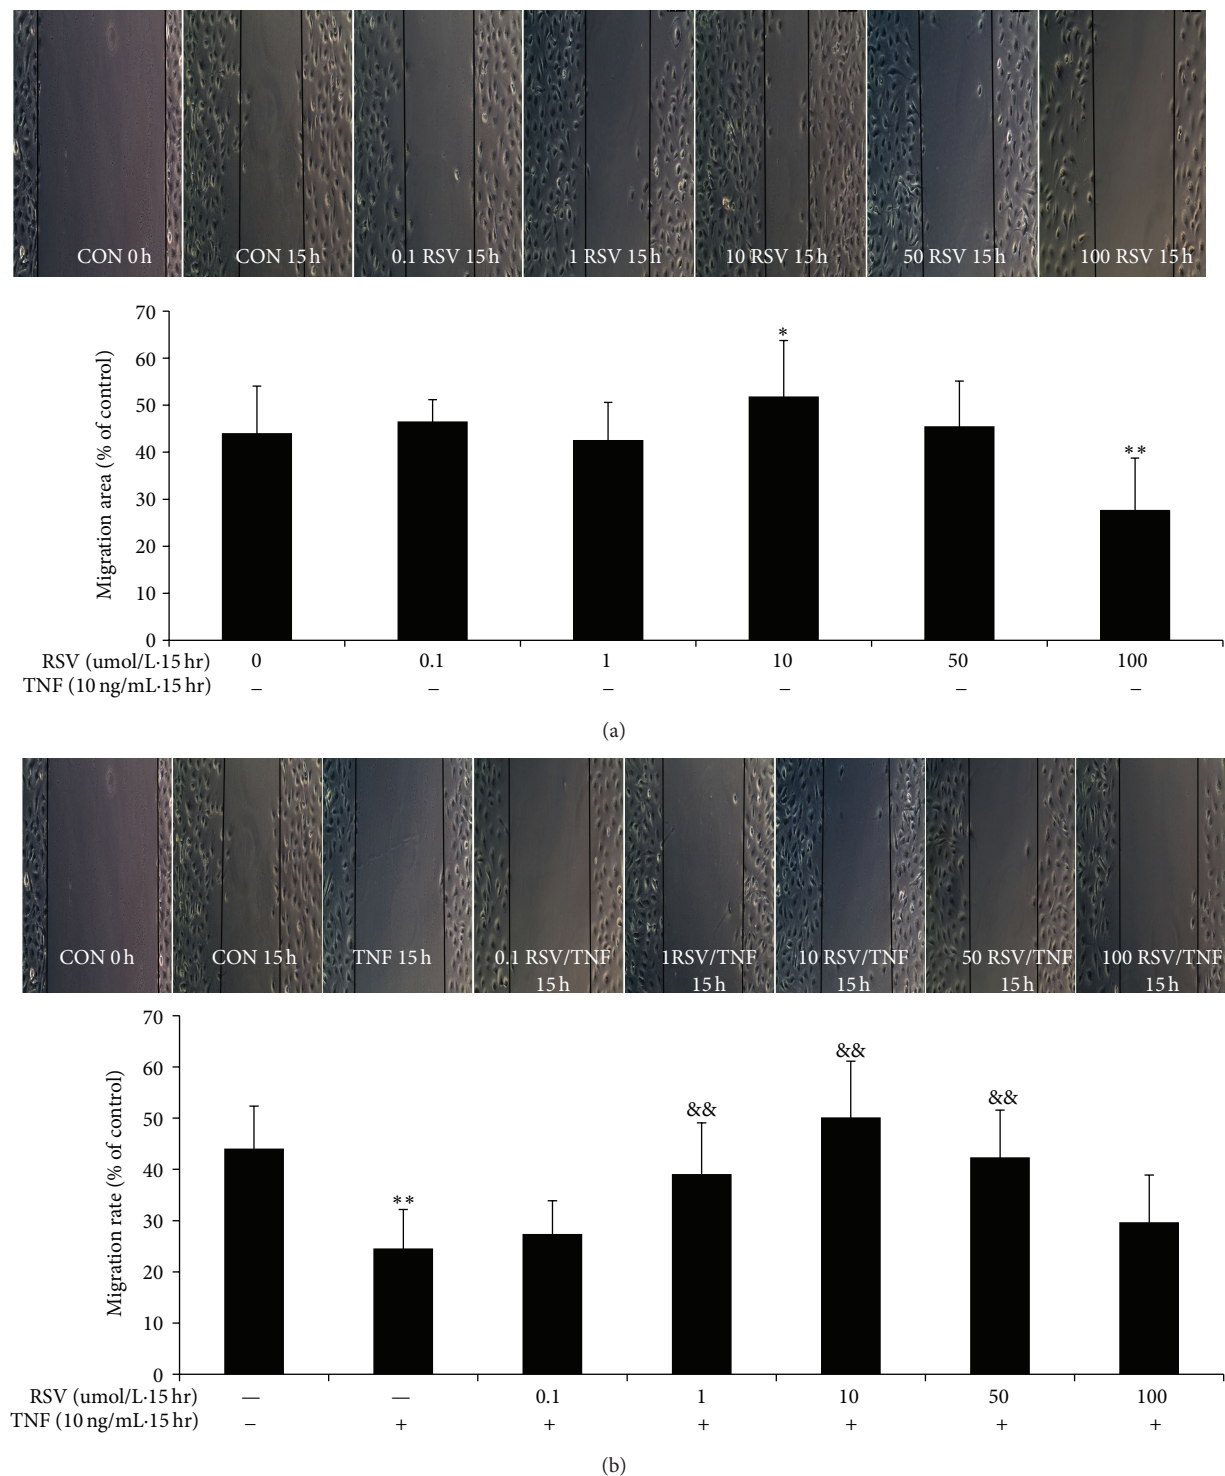 CON 0 h
CON 15 h
0.1 RSV 15 h
1 RSV 15 h
10 RSV 15 h
50 RSV 15 h
100 RSV 15 h
Migration area (% of control)
70
60
50
40
30
20
10
0
*
**
RSV (umol/L·15 hr) 0 0.1 1 10 50 100
TNF (10 ng/mL·15 hr) – – – – – –
(a)
CON 0 h
CON 15 h
TNF 15 h
0.1 RSV/TNF
15 h
1RSV/TNF
15 h
10 RSV/TNF
15 h
50 RSV/TNF
15 h
100 RSV/TNF
15 h
Migration rate (% of control)
70
60
50
40
30
20
10
0
**
&&
&&
&&
RSV (umol/L·15 hr) — — 0.1 1 10 50 100
TNF (10 ng/mL·15 hr) – + + + + + +
(b)